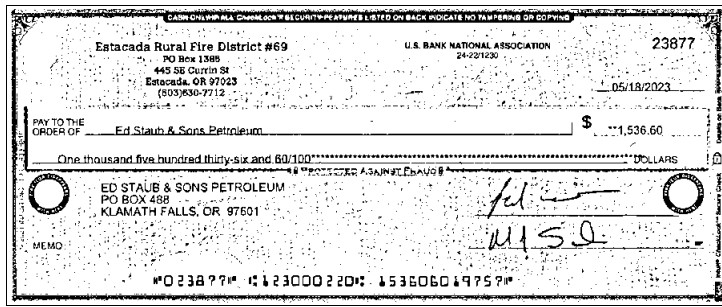 CASH ONLY IF ALL CheckLock™ SECURITY FEATURES LISTED ON BACK INDICATE NO TAMPERING OR COPYING
Estacada Rural Fire District #69
PO Box 1385
445 SE Currin St
Estacada, OR 97023
(503)630-7712
U.S. BANK NATIONAL ASSOCIATION
24-22/1230
23877
05/18/2023
PAY TO THE
ORDER OF Ed Staub & Sons Petroleum $ **1,536.60
One thousand five hundred thirty-six and 60/100 DOLLARS
PROTECTED AGAINST FRAUD
ED STAUB & SONS PETROLEUM
PO BOX 488
KLAMATH FALLS, OR 97601
MEMO
⑈023877⑈ ⑆123000220⑆ 153606019757⑈